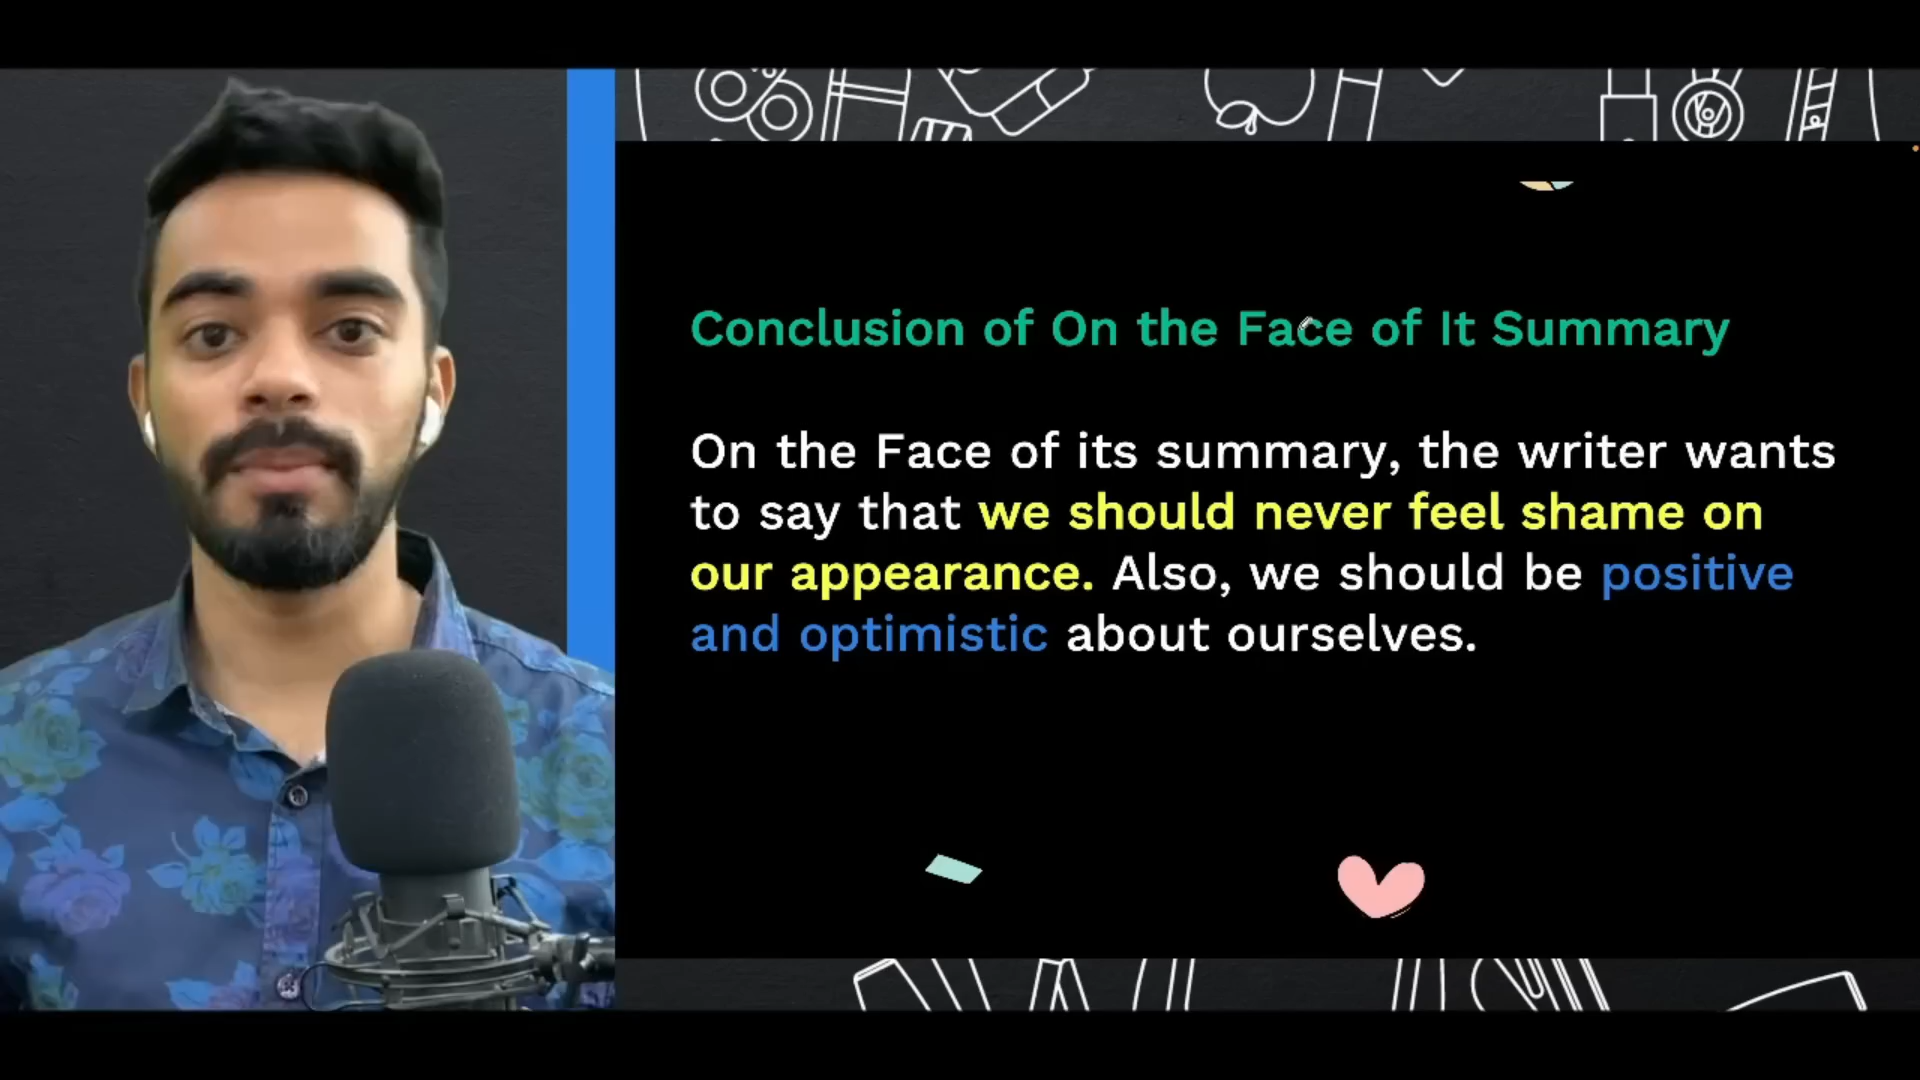 Conclusion of On the Face of It Summary
On the Face of its summary, the writer wants
to say that we should never feel shame on
our appearance. Also, we should be positive
and optimistic about ourselves.